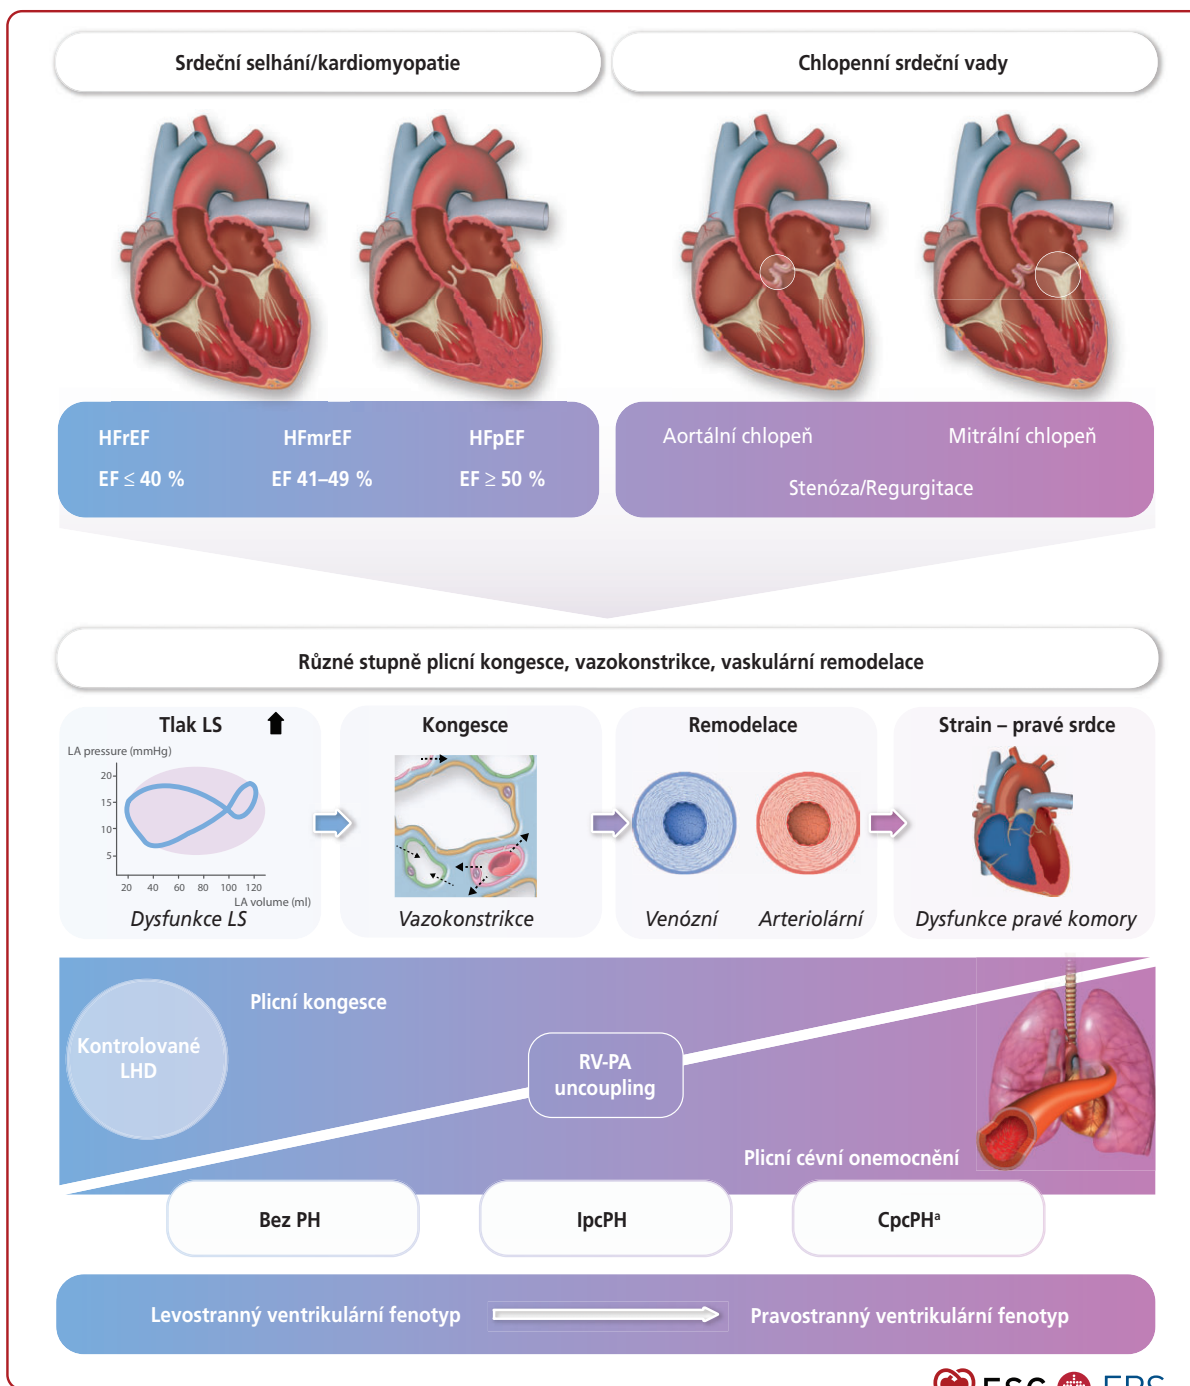 Srdeční selhání/kardiomyopatie
Chlopenní srdeční vady
HFrEF
HFmrEF
HFpEF
EF ≤ 40 %
EF 41–49 %
EF ≥ 50 %
Aortální chlopeň
Mitrální chlopeň
Stenóza/Regurgitace
Různé stupně plicní kongesce, vazokonstrikce, vaskulární remodelace
Tlak LS
LA pressure (mmHg)
20
15
10
5
20 40 60 80 100 120
LA volume (ml)
Dysfunkce LS
Kongesce
Vazokonstrikce
Remodelace
Venózní
Arteriolární
Strain – pravé srdce
Dysfunkce pravé komory
Plicní kongesce
Kontrolované
LHD
RV-PA
uncoupling
Plicní cévní onemocnění
Bez PH
IpcPH
CpcPHª
Levostranný ventrikulární fenotyp
Pravostranný ventrikulární fenotyp
ESC
ERS